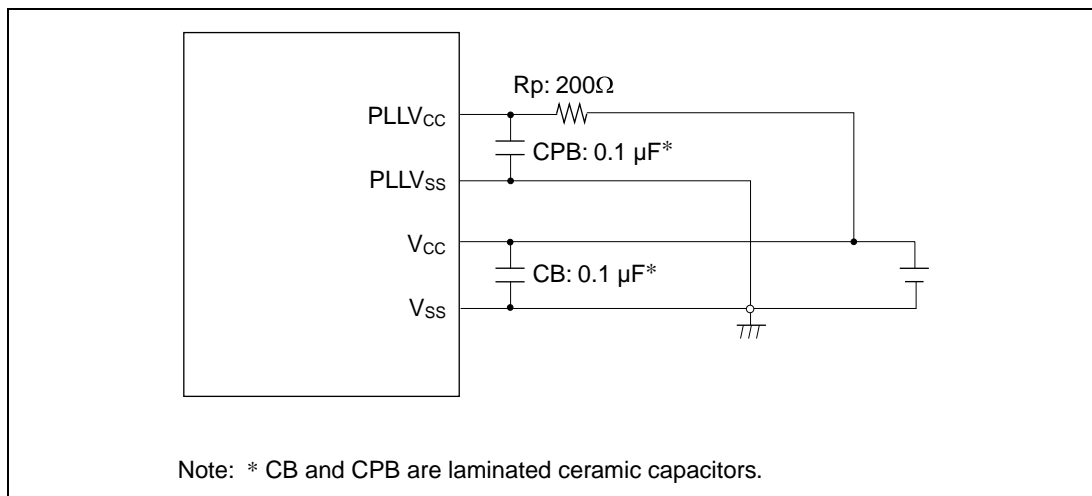 Rp: 200Ω
PLLVCC
CPB: 0.1 µF*
PLLVSS
VCC
CB: 0.1 µF*
VSS
Note: * CB and CPB are laminated ceramic capacitors.